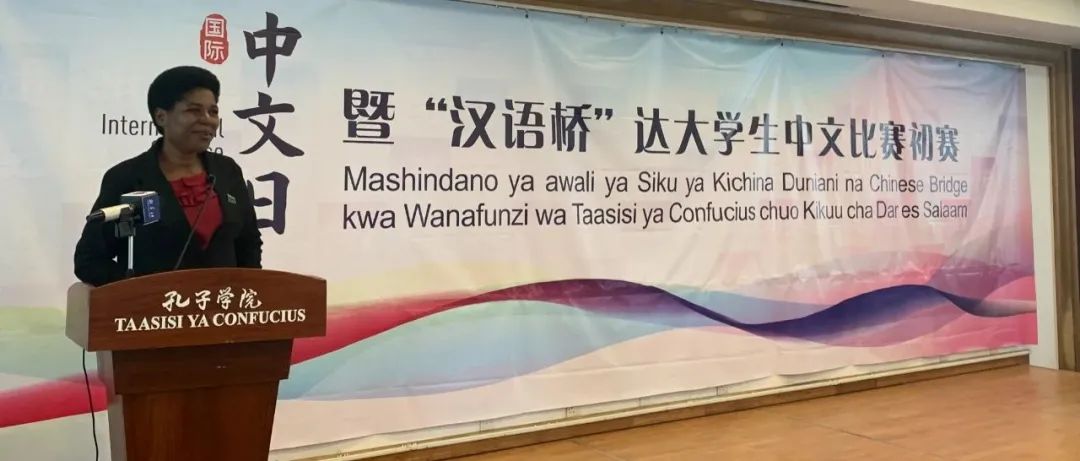 国际
中文日
Intern
暨“汉语桥”达大学生中文比赛初赛
Mashindano ya awali ya Siku ya Kichina Duniani na Chinese Bridge
kwa Wanafunzi wa Taasisi ya Confucius chuo Kikuu cha Dar es Salaam
孔子学院
TAASISI YA CONFUCIUS